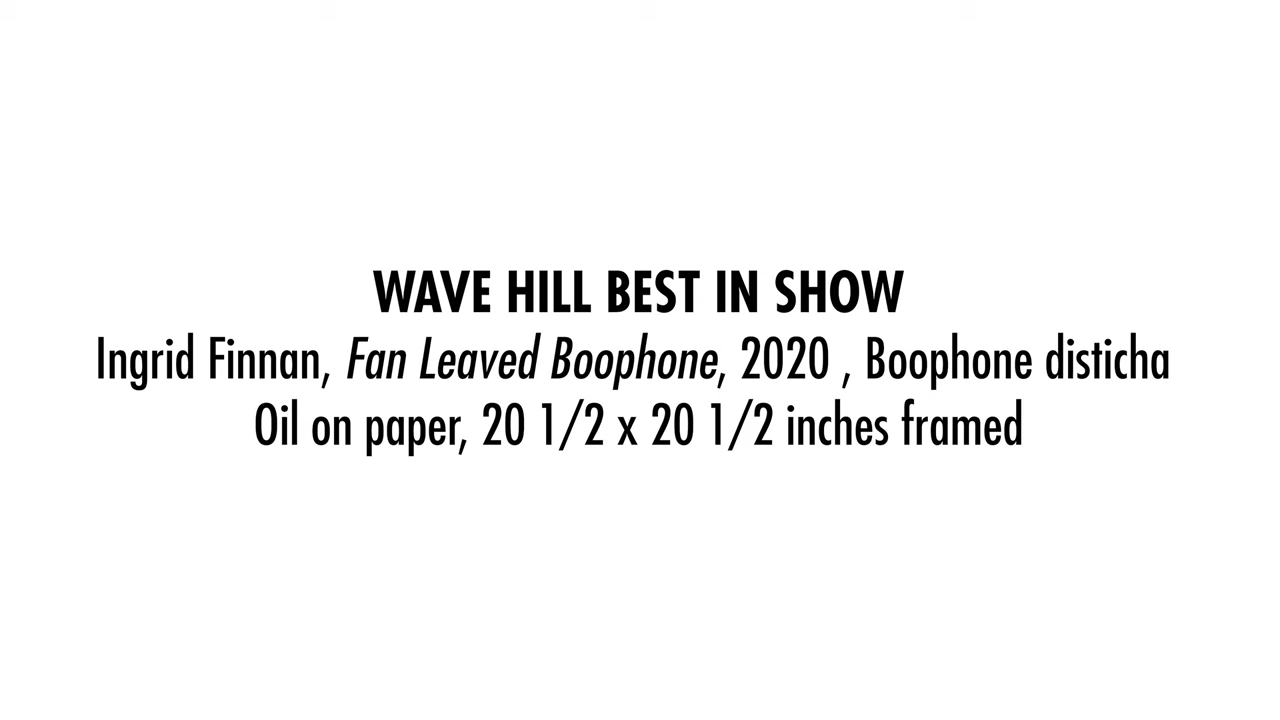 WAVE HILL BEST IN SHOW
Ingrid Finnan, Fan Leaved Boophone, 2020 , Boophone disticha
Oil on paper, 20 1/2 x 20 1/2 inches framed